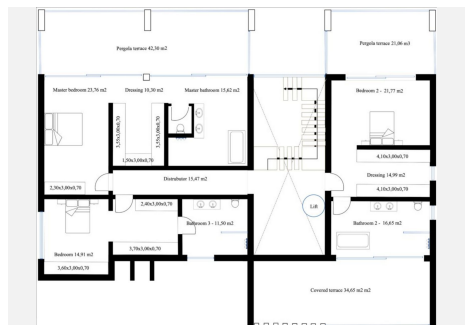 Pergola terrace 42,30 m2
Pergola terrace 21,06 m3
Master bedroom 23,76 m2
Dressing 10,30 m2
Master bathroom 15,62 m2
Bedroom 2 - 21,77 m2
3,55x3,00x0,70
3,55x3,00x0,70
1,50x3,00x0,70
4,10x3,00x0,70
Dressing 14,99 m2
4,10x3,00x0,70
Distrubutor 15,47 m2
2,30x3,00x0,70
2,40x3,00x0,70
Lift
Bathroom 3 - 11,50 m2
Bathroom 2 - 16,65 m2
3,70x3,00x0,70
Bedroom 14,91 m2
3,60x3,00x0,70
Covered terrace 34,65 m2 m2